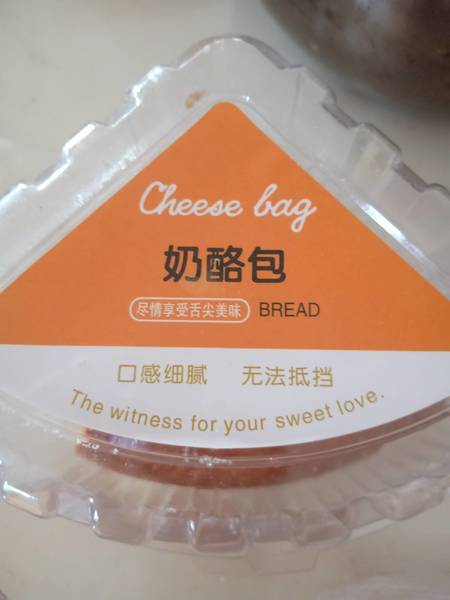 Cheese bag
奶酪包
尽情享受舌尖美味 BREAD
口感细腻 无法抵挡
The witness for your sweet love.